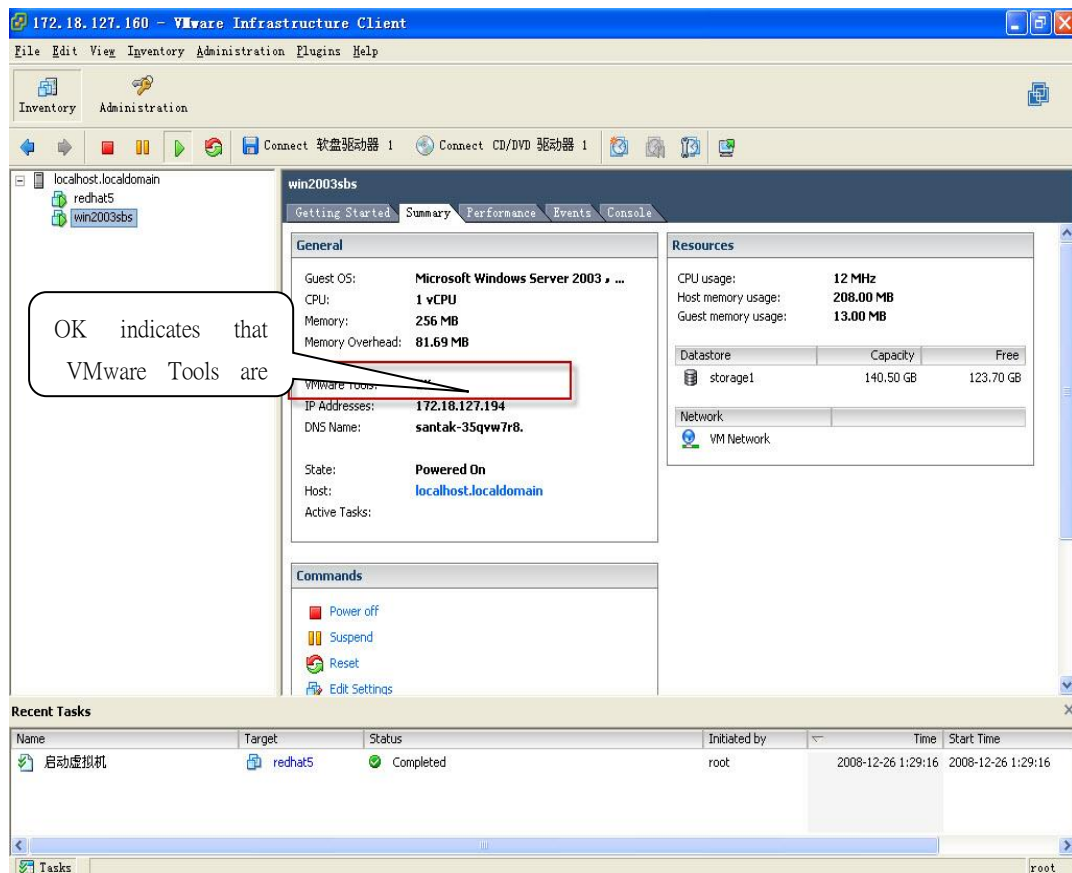 172.18.127.160 - VMware Infrastructure Client
File Edit View Inventory Administration Plugins Help
Inventory Administration
Connect 软盘驱动器 1 Connect CD/DVD 驱动器 1
localhost.localdomain
redhat5
win2003sbs
win2003sbs
Getting Started Summary Performance Events Console
General
Guest OS: Microsoft Windows Server 2003, ...
CPU: 1 vCPU
Memory: 256 MB
Memory Overhead: 81.69 MB
VMware Tools:
IP Addresses: 172.18.127.194
DNS Name: santak-35qvw7r8.
State: Powered On
Host: localhost.localdomain
Active Tasks:
OK indicates that
VMware Tools are
Commands
Power off
Suspend
Reset
Edit Settings
Resources
CPU usage: 12 MHz
Host memory usage: 208.00 MB
Guest memory usage: 13.00 MB
Datastore Capacity Free
storage1 140.50 GB 123.70 GB
Network
VM Network
Recent Tasks
Name Target Status Initiated by Time Start Time
启动虚拟机 redhat5 Completed root 2008-12-26 1:29:16 2008-12-26 1:29:16
Tasks root